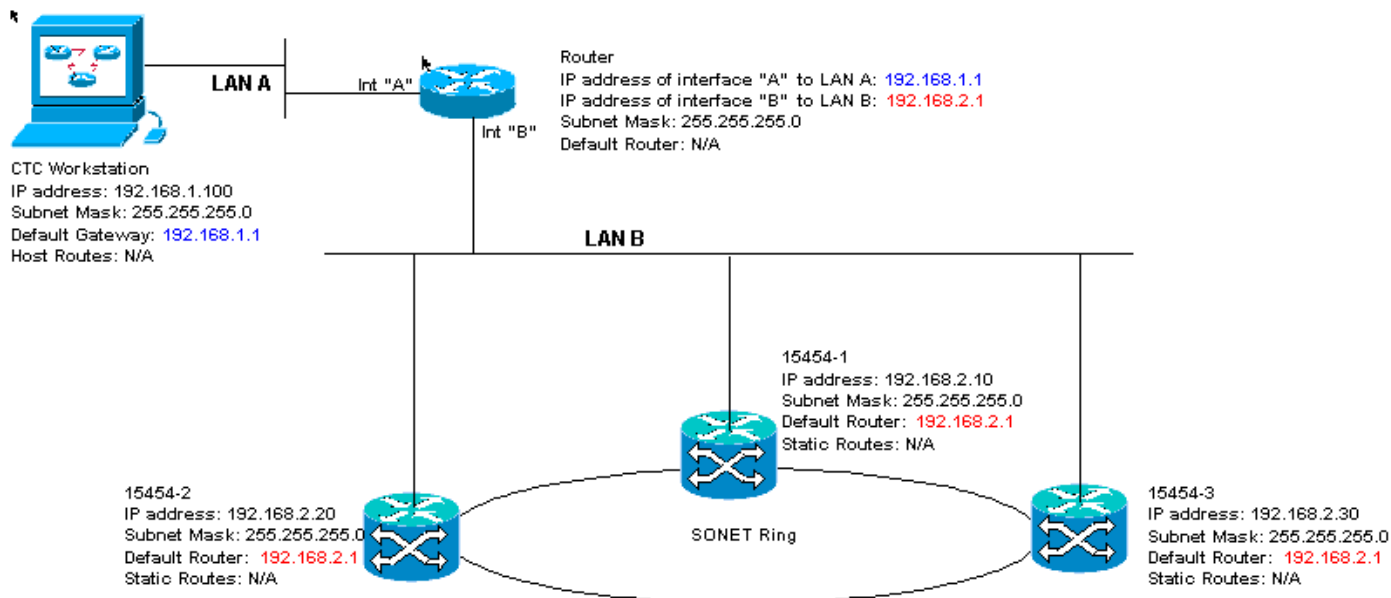 LAN A
Int "A"
Int "B"
Router
IP address of interface "A" to LAN A: 192.168.1.1
IP address of interface "B" to LAN B: 192.168.2.1
Subnet Mask: 255.255.255.0
Default Router: N/A
CTC Workstation
IP address: 192.168.1.100
Subnet Mask: 255.255.255.0
Default Gateway: 192.168.1.1
Host Routes: N/A
LAN B
15454-1
IP address: 192.168.2.10
Subnet Mask: 255.255.255.0
Default Router: 192.168.2.1
Static Routes: N/A
15454-2
IP address: 192.168.2.20
Subnet Mask: 255.255.255.0
Default Router: 192.168.2.1
Static Routes: N/A
SONET Ring
15454-3
IP address: 192.168.2.30
Subnet Mask: 255.255.255.0
Default Router: 192.168.2.1
Static Routes: N/A